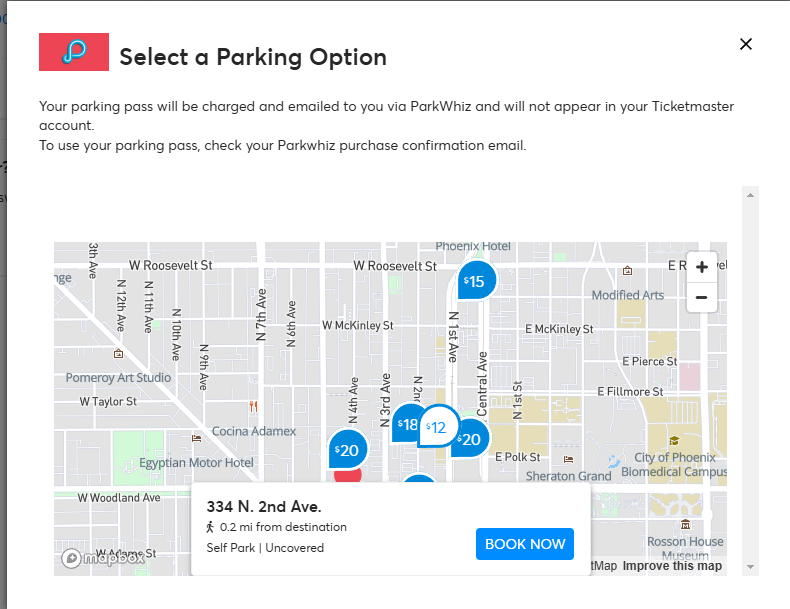 Select a Parking Option
Your parking pass will be charged and emailed to you via ParkWhiz and will not appear in your Ticketmaster
account.
To use your parking pass, check your Parkwhiz purchase confirmation email.
Phoenix Hotel
3th Ave
W Roosevelt St
W Roosevelt St
E R
nge
$15
Modified Arts
N 12th Ave
N 11th Ave
N 10th Ave
N 9th Ave
N 7th Ave
N 6th Ave
W McKinley St
N 1st Ave
E McKinley St
Central Ave
E Pierce St
Pomeroy Art Studio
N 4th Ave
N 3rd Ave
N 2n
N 1st St
E Fillmore St
W Taylor St
$18
$12
$20
$20
Cocina Adamex
Egyptian Motor Hotel
E Polk St
City of Phoenix
Biomedical Campus
Sheraton Grand
W Woodland Ave
334 N. 2nd Ave.
0.2 mi from destination
Self Park | Uncovered
BOOK NOW
Rosson House
Museum
W Adams St
mapbox
tMap Improve this map